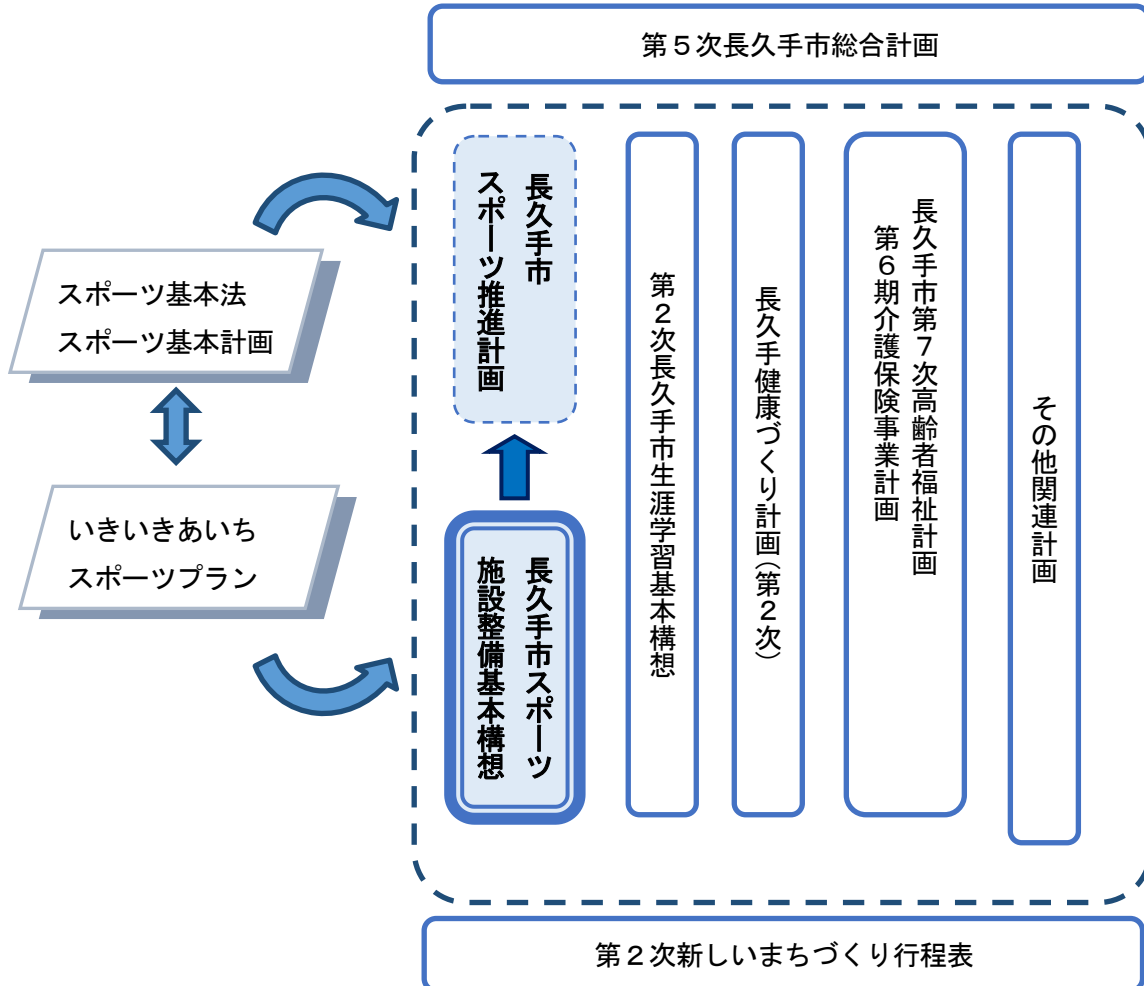 第５次長久手市総合計画
スポーツ基本法
スポーツ基本計画
いきいきあいち
スポーツプラン
長久手市
スポーツ推進計画
長久手市スポーツ
施設整備基本構想
第２次長久手市生涯学習基本構想
長久手健康づくり計画（第２次）
長久手市第７次高齢者福祉計画
第６期介護保険事業計画
その他関連計画
第２次新しいまちづくり行程表